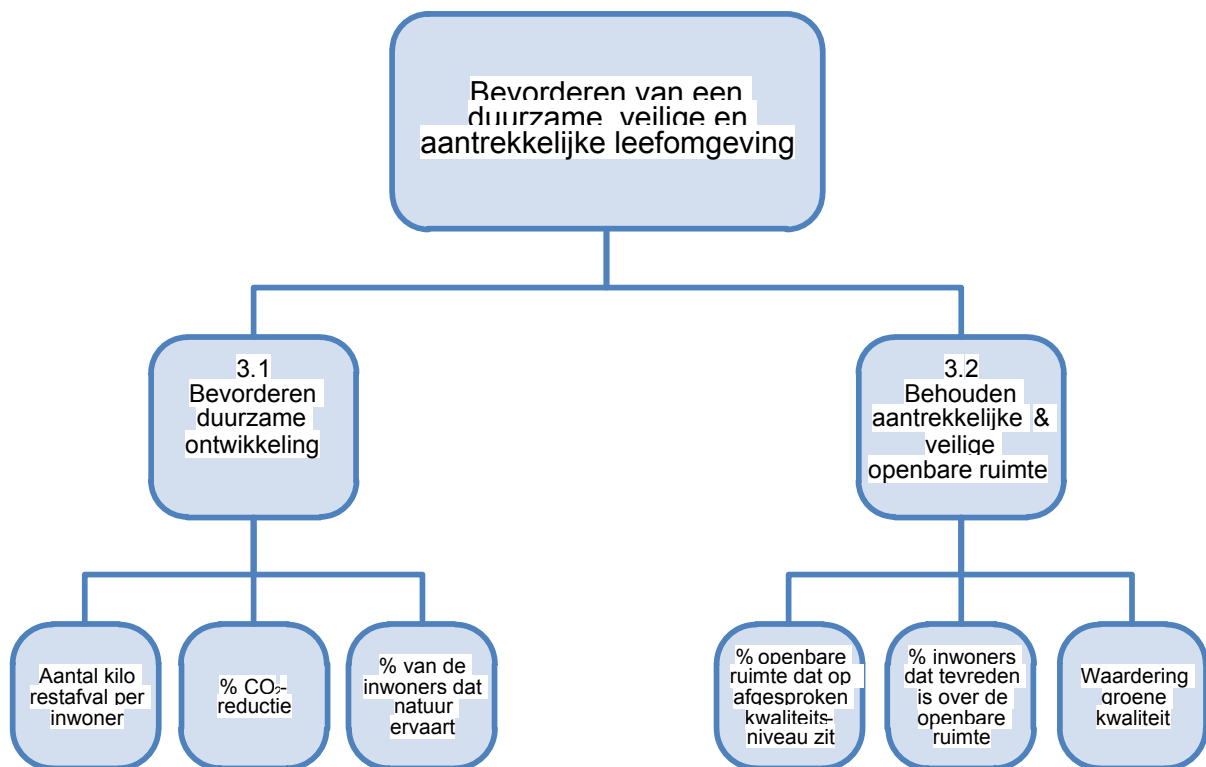 Bevorderen van een
duurzame, veilige en
aantrekkelijke leefomgeving
3.1
Bevorderen
duurzame
ontwikkeling
3.2
Behouden
aantrekkelijke &
veilige
openbare ruimte
Aantal kilo
restafval per
inwoner
% CO₂-
reductie
% van de
inwoners dat
natuur
ervaart
% openbare
ruimte dat op
afgesproken
kwaliteits-
niveau zit
% inwoners
dat tevreden
is over de
openbare
ruimte
Waardering
groene
kwaliteit